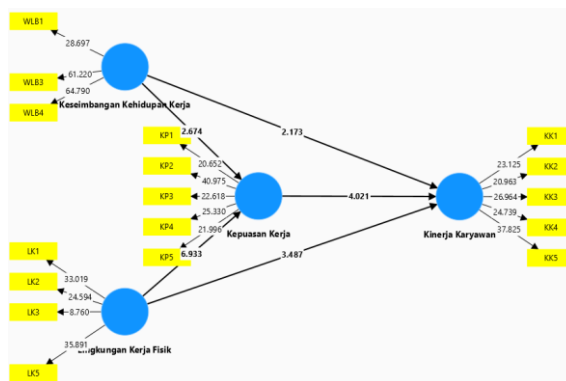 WLB1
28.697
WLB3
61.220
64.790
WLB4
Keseimbangan Kehidupan Kerja
2.674
2.173
KP1
20.652
KP2
40.975
KP3
22.618
KP4
25.330
21.996
KP5
6.933
Kepuasan Kerja
4.021
3.487
KK1
23.125
KK2
20.963
KK3
26.964
KK4
24.739
37.825
KK5
Kinerja Karyawan
LK1
33.019
LK2
24.594
LK3
8.760
35.891
Lingkungan Kerja Fisik
LK5